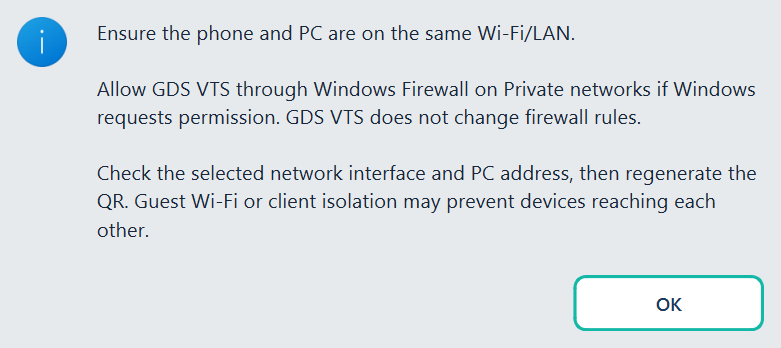 Ensure the phone and PC are on the same Wi-Fi/LAN.
Allow GDS VTS through Windows Firewall on Private networks if Windows
requests permission. GDS VTS does not change firewall rules.
Check the selected network interface and PC address, then regenerate the
QR. Guest Wi-Fi or client isolation may prevent devices reaching each
other.
OK